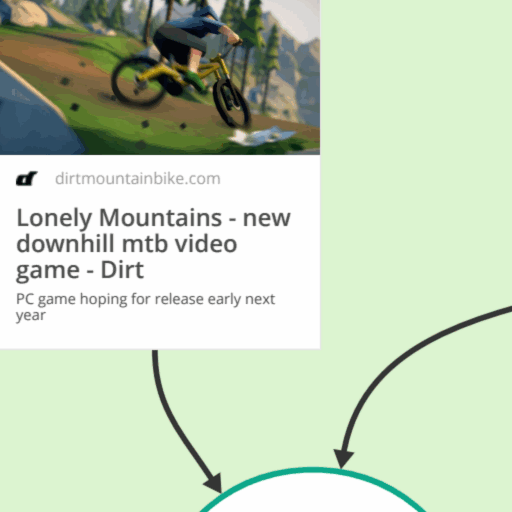 dirtmountainbike.com
Lonely Mountains - new
downhill mtb video
game - Dirt
PC game hoping for release early next
year